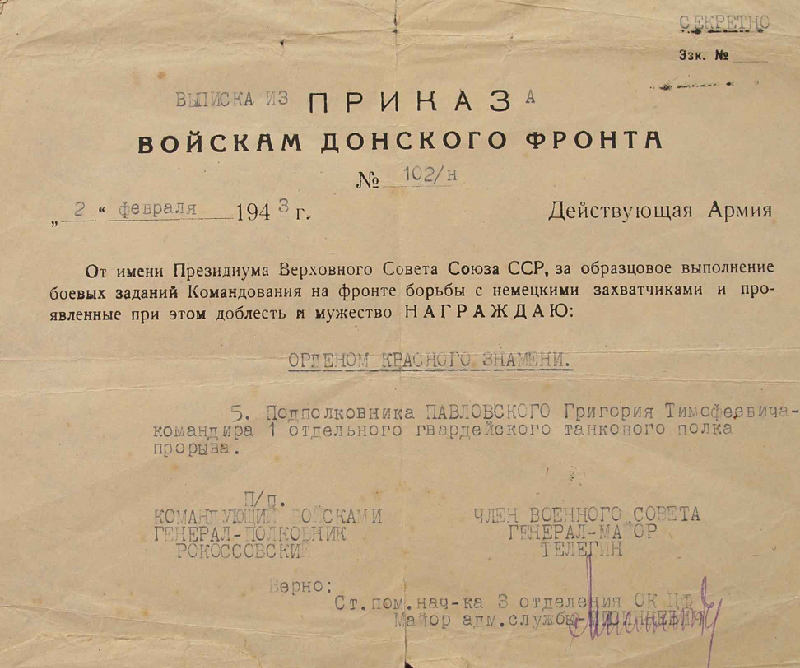 СЕКРЕТНО
Экз. №
ВЫПИСКА ИЗ ПРИКАЗ А
ВОЙСКАМ ДОНСКОГО ФРОНТА
№ 102/н
„ 2 “ февраля 1943 г. Действующая Армия
От имени Президиума Верховного Совета Союза ССР, за образцовое выполнение
боевых заданий Командования на фронте борьбы с немецкими захватчиками и про-
явленные при этом доблесть и мужество НАГРАЖДАЮ:
ОРДЕНОМ КРАСНОГО ЗНАМЕНИ.
5. Подполковника ПАВЛОВСКОГО Григория Тимофеевича-
командира 1 отдельного гвардейского танкового полка
прорыва.
П/п.
КОМАНДУЮЩИЙ ВОЙСКАМИ ЧЛЕН ВОЕННОГО СОВЕТА
ГЕНЕРАЛ-ПОЛКОВНИК ГЕНЕРАЛ-МАЙОР
РОКОССОВСКИЙ ТЕЛЕГИН
Верно:
Ст.пом.нач-ка 3 отделения ОК ЦФ
Майор адм.службы